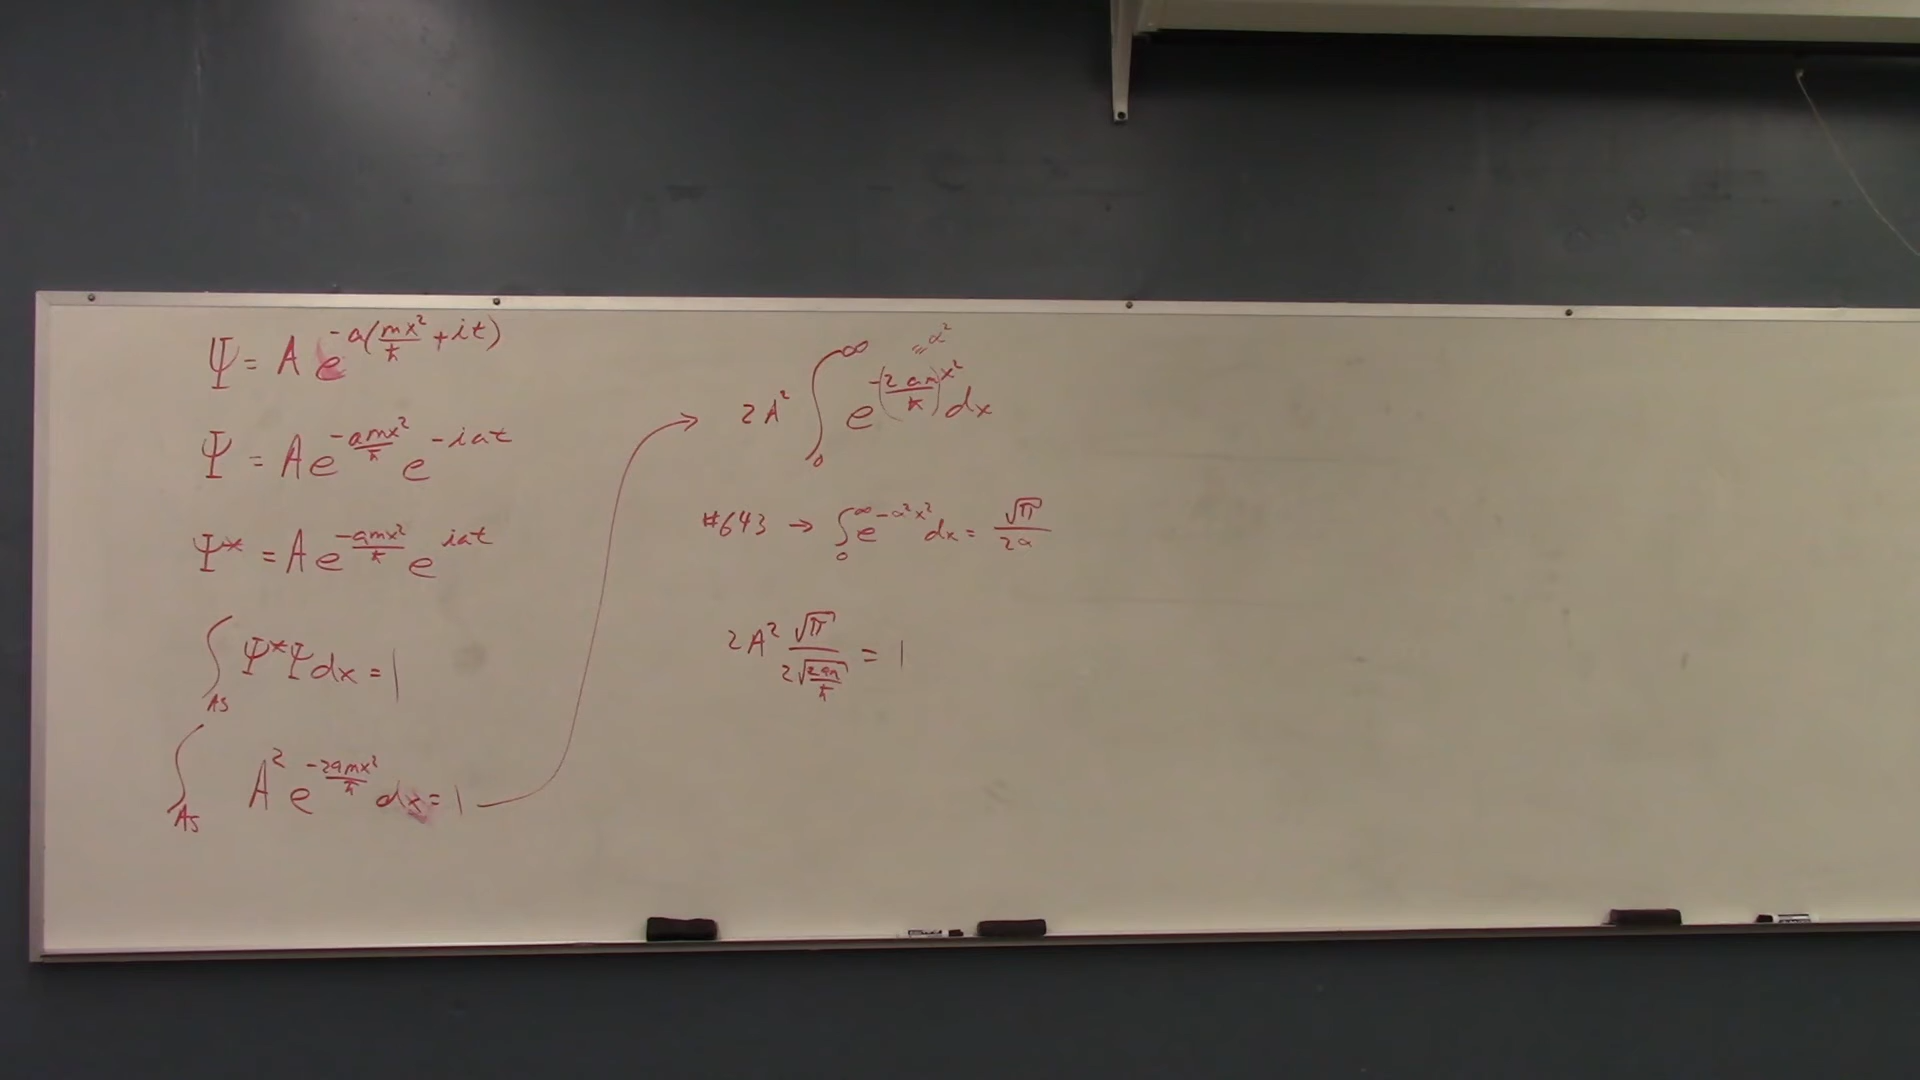 Ψ = A e^{-a(mx²/ħ + it)}
Ψ = A e^{-amx²/ħ} e^{-iat}
Ψ* = A e^{-amx²/ħ} e^{iat}
∫_{AS} Ψ*Ψ dx = 1
∫_{AS} A² e^{-2amx²/ħ} dx = 1
2A² ∫_0^∞ e^{-(2am/ħ)x²} dx
= α²
#643 → ∫_0^∞ e^{-α²x²} dx = √π/2α
2A² √π/(2√(2am/ħ)) = 1